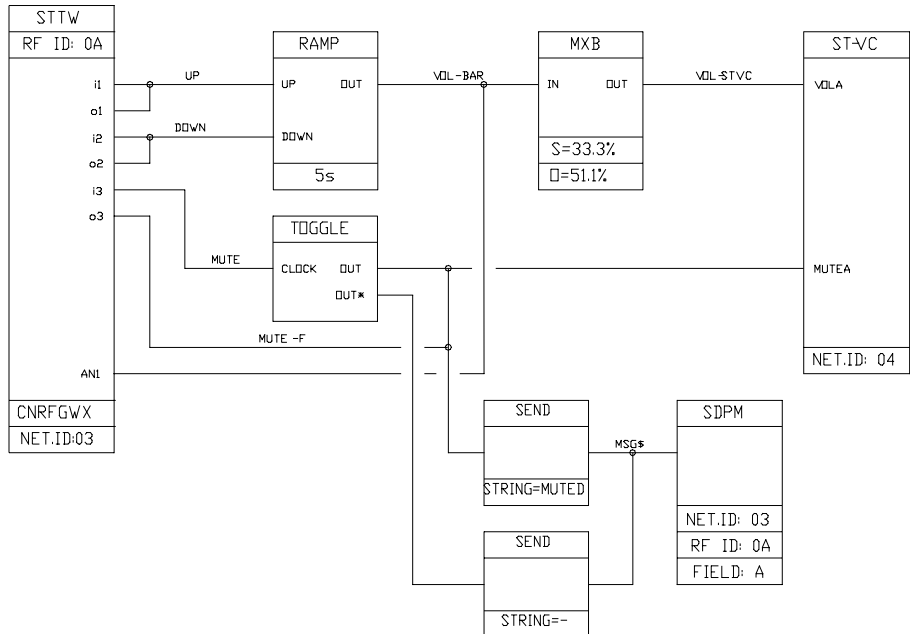 STTW
RF ID: 0A
i1
o1
i2
o2
i3
o3
AN1
CNRFGWX
NET.ID:03
UP
DOWN
MUTE
MUTE -F
RAMP
UP OUT
DOWN
5s
TOGGLE
CLOCK OUT
OUT*
VOL-BAR
MXB
IN OUT
S=33.3%
O=51.1%
VOL-STVC
ST-VC
VOLA
MUTEA
NET.ID: 04
SEND
STRING=MUTED
SEND
STRING=-
MSG$
SDPM
NET.ID: 03
RF ID: 0A
FIELD: A